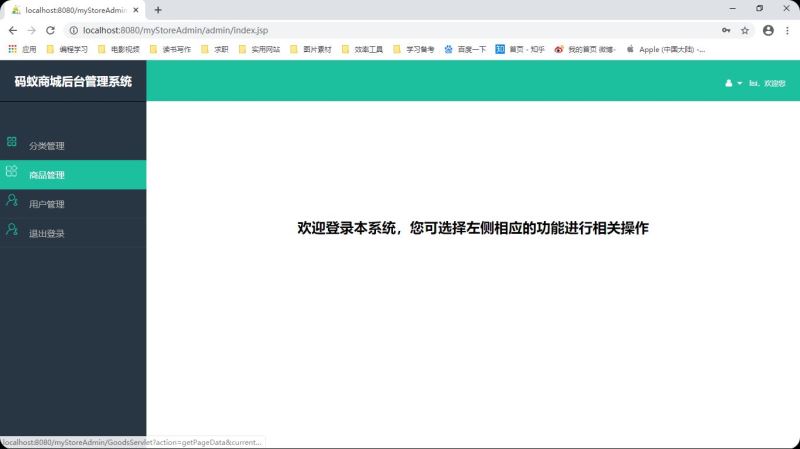 localhost:8080/myStoreAdmin
localhost:8080/myStoreAdmin/admin/index.jsp
应用 编程学习 电影视频 读书写作 求职 实用网站 图片素材 效率工具 学习备考 百度一下 知 首页 - 知乎 我的首页 微博- Apple (中国大陆) -...
码蚁商城后台管理系统
欢迎您
分类管理
商品管理
用户管理
退出登录
欢迎登录本系统，您可选择左侧相应的功能进行相关操作
localhost:8080/myStoreAdmin/GoodsServlet?action=getPageData&current...